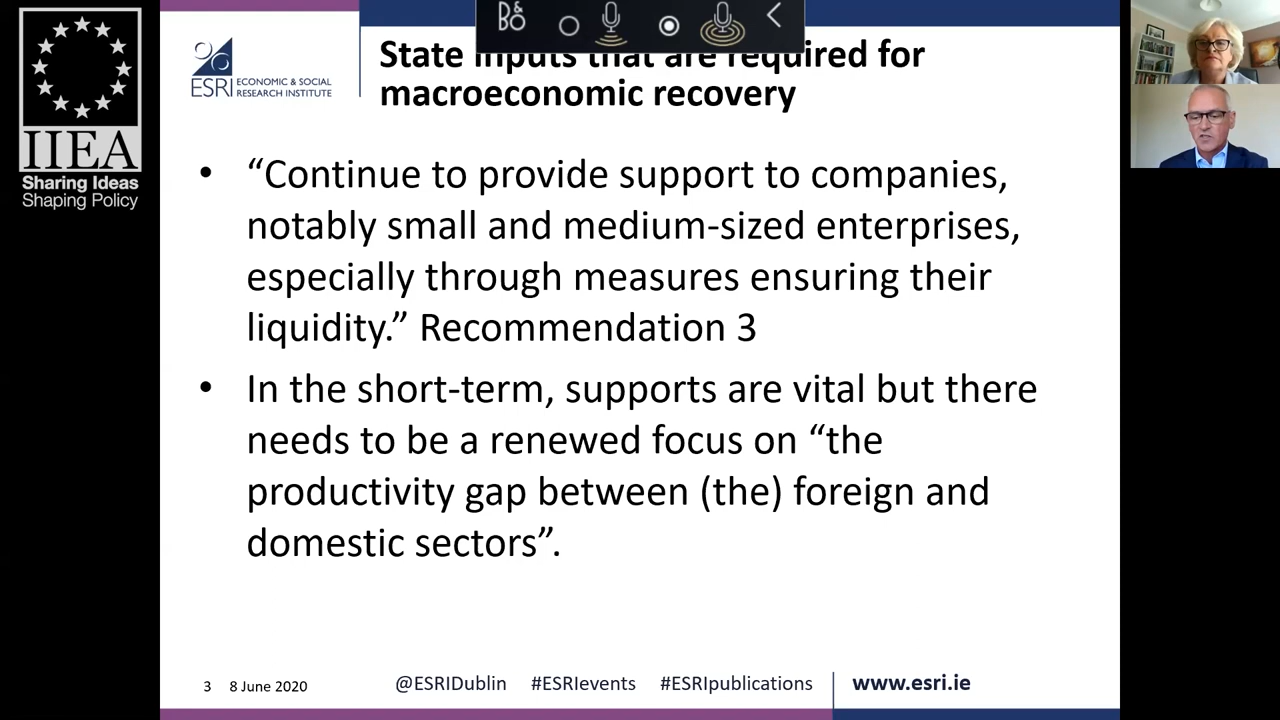 IIEA
Sharing Ideas
Shaping Policy
B&O
ESRI
ECONOMIC & SOCIAL
RESEARCH INSTITUTE
State inputs that are required for
macroeconomic recovery
• “Continue to provide support to companies,
notably small and medium-sized enterprises,
especially through measures ensuring their
liquidity.” Recommendation 3
• In the short-term, supports are vital but there
needs to be a renewed focus on “the
productivity gap between (the) foreign and
domestic sectors”.
3 8 June 2020 @ESRIDublin #ESRIevents #ESRIpublications www.esri.ie